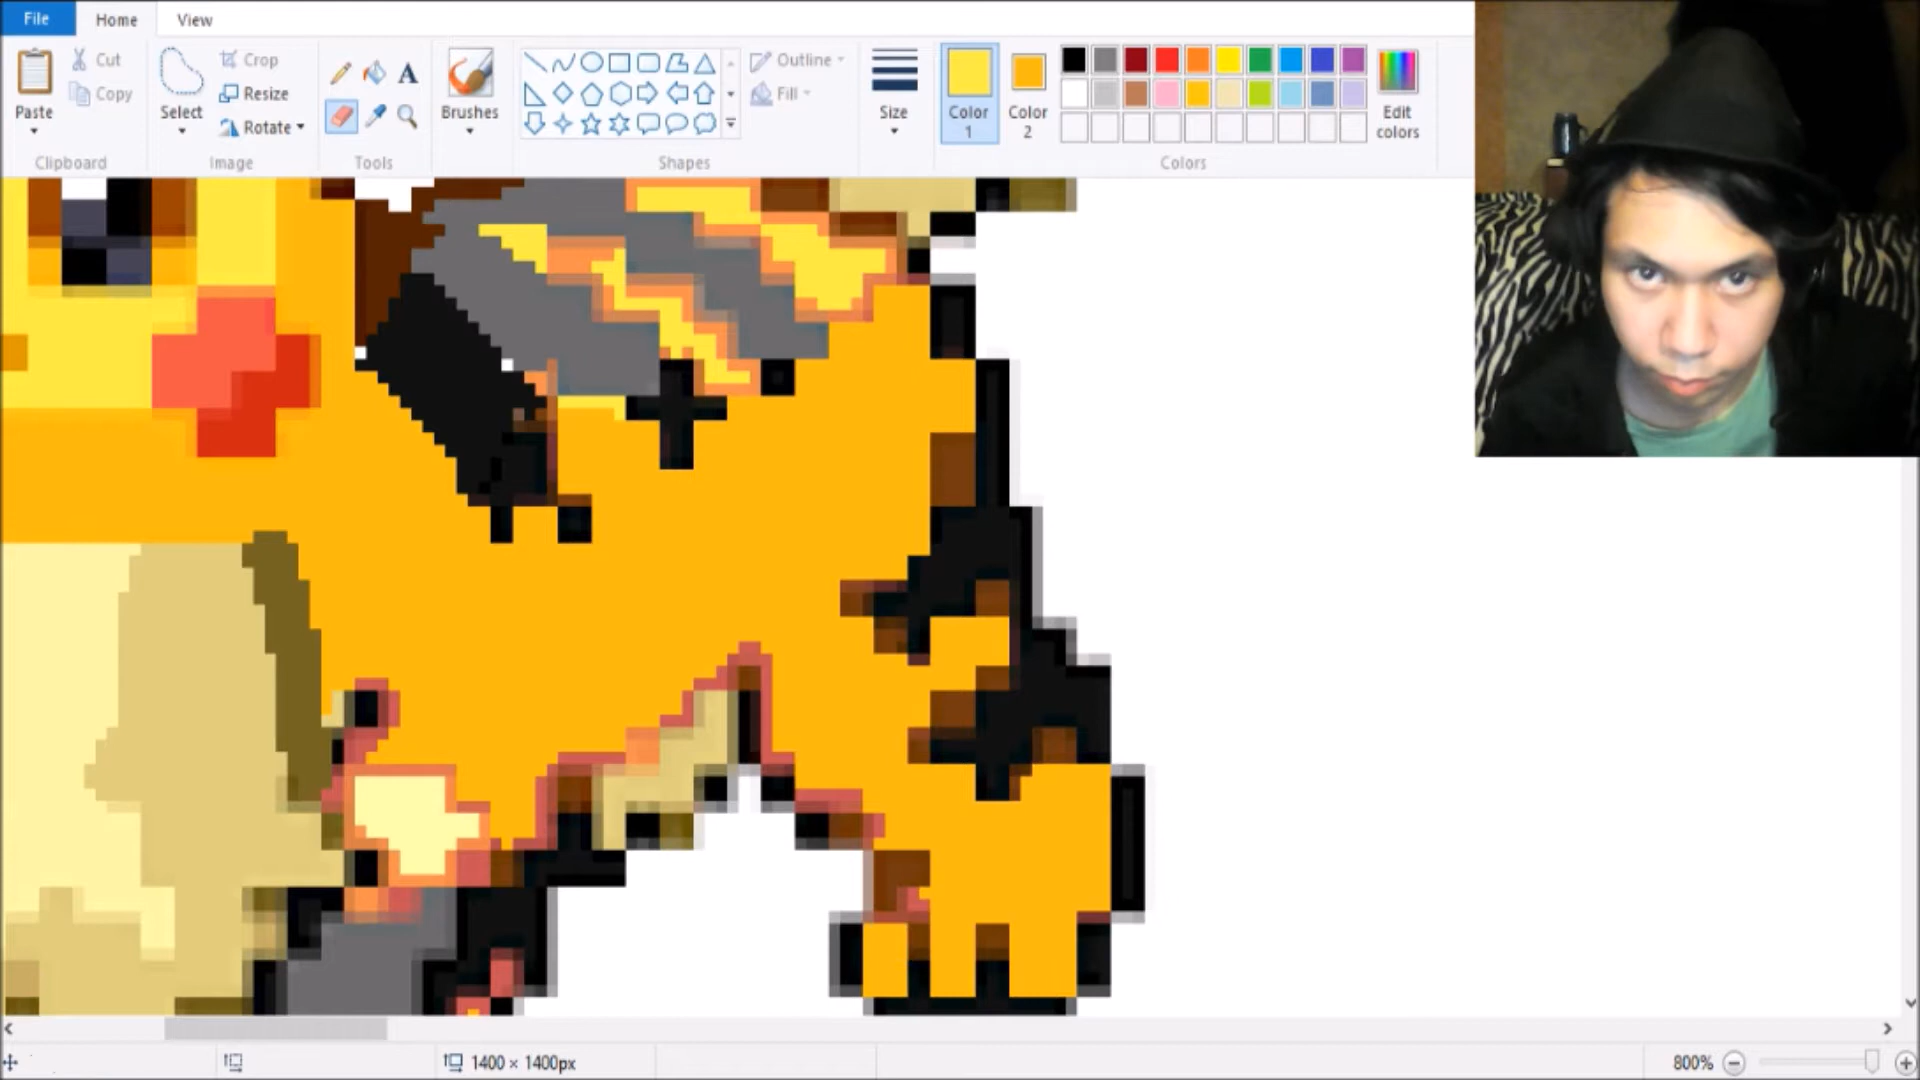 File Home View
Paste Cut Copy Select Crop Resize Rotate A Brushes Outline Fill Size Color 1 Color 2 Edit colors
Clipboard Image Tools Shapes Colors
1400 × 1400px 800%